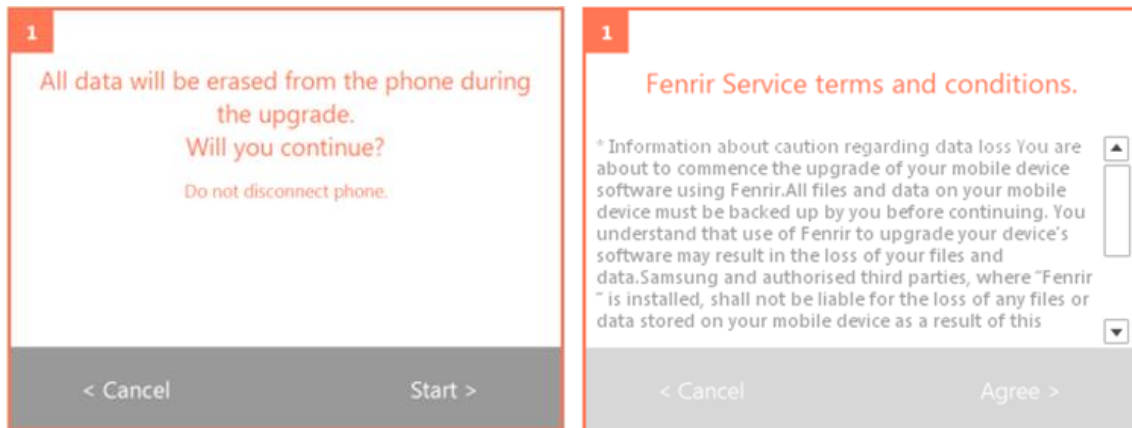 1
All data will be erased from the phone during
the upgrade.
Will you continue?
Do not disconnect phone.
< Cancel
Start >
1
Fenrir Service terms and conditions.
* Information about caution regarding data loss You are
about to commence the upgrade of your mobile device
software using Fenrir.All files and data on your mobile
device must be backed up by you before continuing. You
understand that use of Fenrir to upgrade your device's
software may result in the loss of your files and
data.Samsung and authorised third parties, where “Fenrir
” is installed, shall not be liable for the loss of any files or
data stored on your mobile device as a result of this
< Cancel
Agree >